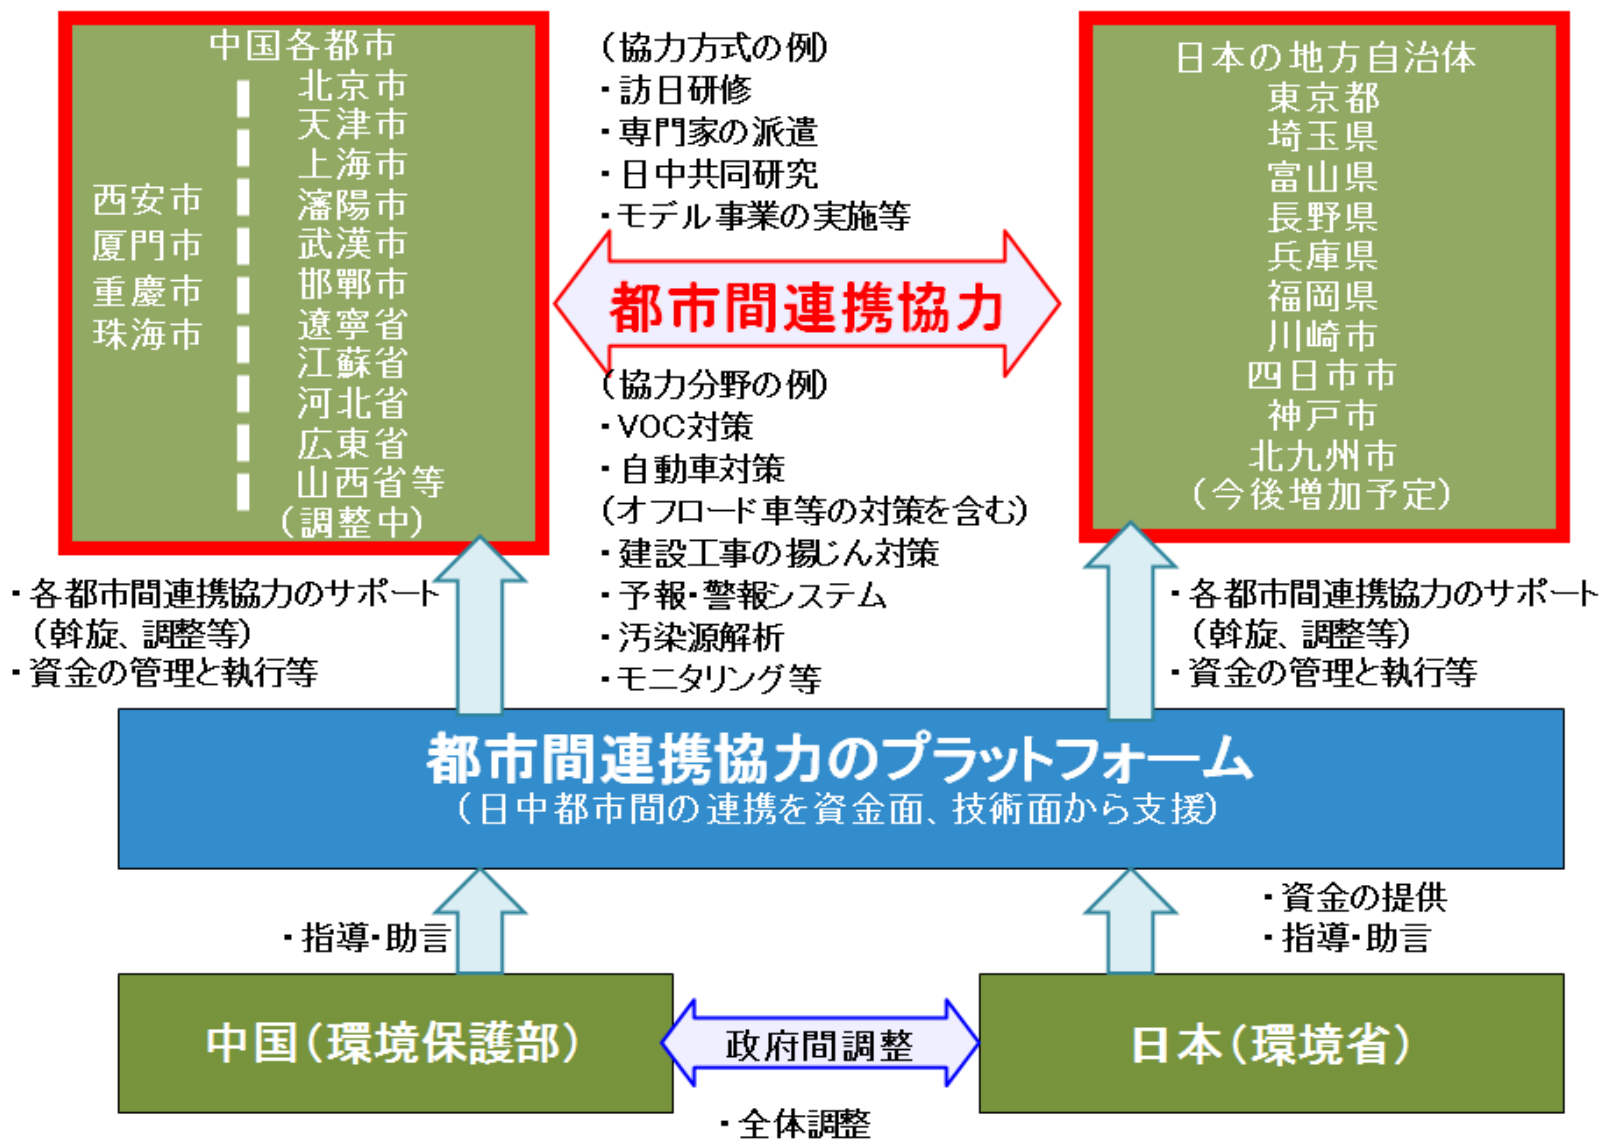 中国各都市
北京市
天津市
上海市
瀋陽市
武漢市
邯鄲市
遼寧省
江蘇省
河北省
広東省
山西省等
(調整中)
西安市
厦門市
重慶市
珠海市
(協力方式の例)
・訪日研修
・専門家の派遣
・日中共同研究
・モデル事業の実施等
都市間連携協力
(協力分野の例)
・VOC対策
・自動車対策
(オフロード車等の対策を含む)
・建設工事の揚じん対策
・予報・警報システム
・汚染源解析
・モニタリング等
日本の地方自治体
東京都
埼玉県
富山県
長野県
兵庫県
福岡県
川崎市
四日市市
神戸市
北九州市
(今後増加予定)
・各都市間連携協力のサポート
(斡旋、調整等)
・資金の管理と執行等
・各都市間連携協力のサポート
(斡旋、調整等)
・資金の管理と執行等
都市間連携協力のプラットフォーム
(日中都市間の連携を資金面、技術面から支援)
・指導・助言
・資金の提供
・指導・助言
中国(環境保護部)
政府間調整
日本(環境省)
・全体調整